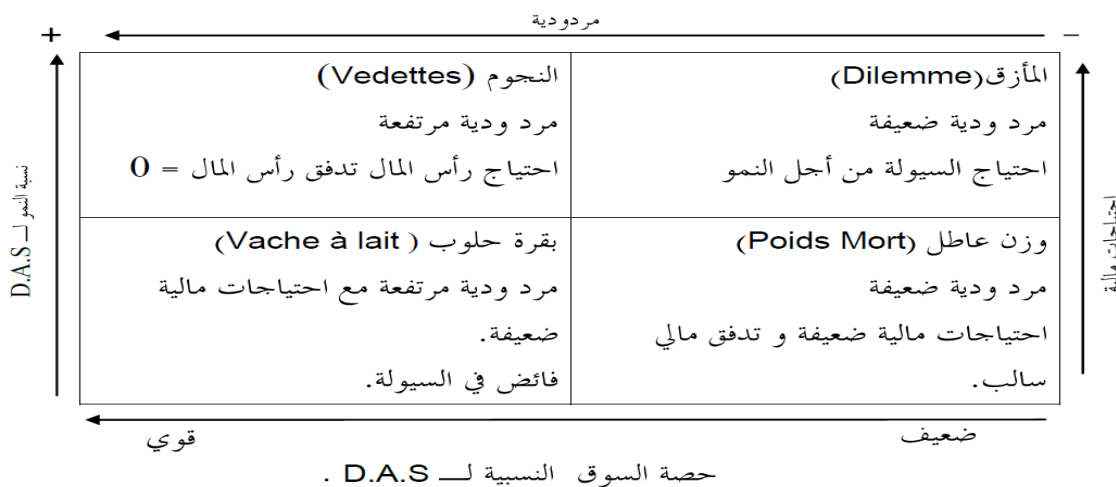 مردودية
+
–
المأزق(Dilemme)
مرد ودية ضعيفة
احتياج السيولة من أجل النمو
النجوم (Vedettes)
مرد ودية مرتفعة
احتياج رأس المال تدفق رأس المال = 0
وزن عاطل (Poids Mort)
مرد ودية ضعيفة
احتياجات مالية ضعيفة و تدفق مالي
سالب.
بقرة حلوب (Vache à lait )
مرد ودية مرتفعة مع احتياجات مالية
ضعيفة.
فائض في السيولة.
احتياجات مالية
نسبة النمو لـــ D.A.S
ضعيف
قوي
حصة السوق النسبية لـــ D.A.S .